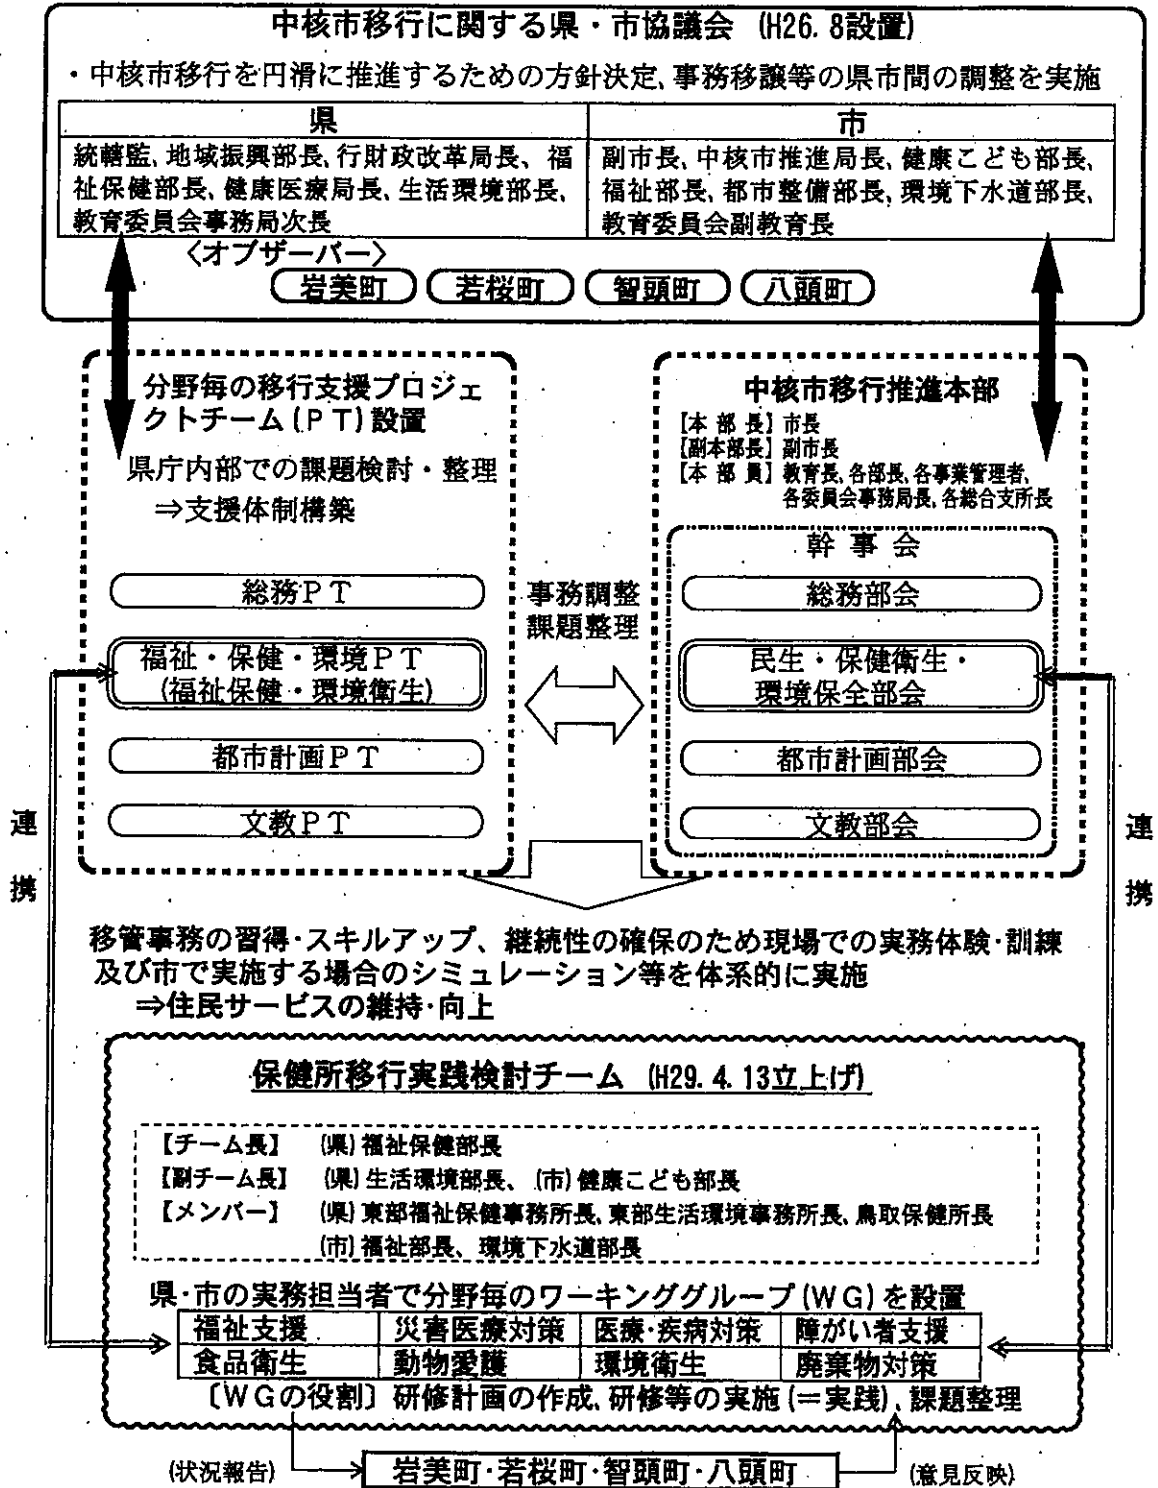 中核市移行に関する県・市協議会 (H26.8設置)
・中核市移行を円滑に推進するための方針決定,事務移譲等の県市間の調整を実施
県
統轄監,地域振興部長,行財政改革局長、福
祉保健部長,健康医療局長,生活環境部長,
教育委員会事務局次長
市
副市長,中核市推進局長,健康こども部長,
福祉部長,都市整備部長,環境下水道部長,
教育委員会副教育長
〈オブザーバー〉
岩美町 若桜町 智頭町 八頭町
分野毎の移行支援プロジェ
クトチーム(PT)設置
県庁内部での課題検討・整理
⇒支援体制構築
総務PT
福祉・保健・環境PT
(福祉保健・環境衛生)
都市計画PT
文教PT
事務調整
課題整理
中核市移行推進本部
【本部長】市長
【副本部長】副市長
【本部員】教育長,各部長,各事業管理者,
各委員会事務局長,各総合支所長
幹事会
総務部会
民生・保健衛生・
環境保全部会
都市計画部会
文教部会
連携
連携
移管事務の習得・スキルアップ、継続性の確保のため現場での実務体験・訓練
及び市で実施する場合のシミュレーション等を体系的に実施
⇒住民サービスの維持・向上
保健所移行実践検討チーム (H29.4.13立上げ)
【チーム長】 (県)福祉保健部長
【副チーム長】 (県)生活環境部長、(市)健康こども部長
【メンバー】 (県)東部福祉保健事務所長,東部生活環境事務所長,鳥取保健所長
(市)福祉部長、環境下水道部長
県・市の実務担当者で分野毎のワーキンググループ(WG)を設置
福祉支援 災害医療対策 医療・疾病対策 障がい者支援
食品衛生 動物愛護 環境衛生 廃棄物対策
〔WGの役割〕研修計画の作成,研修等の実施(=実践),課題整理
(状況報告) 岩美町・若桜町・智頭町・八頭町 (意見反映)